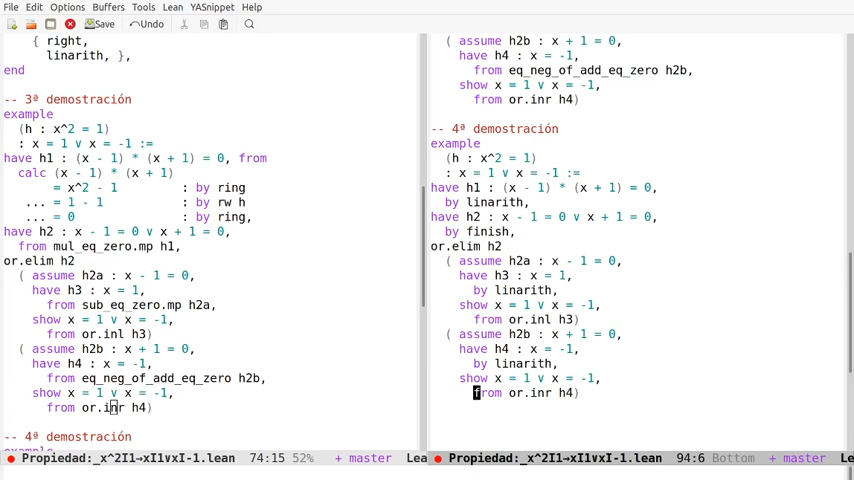 File Edit Options Buffers Tools Lean YASnippet Help
Save Undo
{ right,
linarith, },
end
-- 3ª demostración
example
(h : x^2 = 1)
: x = 1 ∨ x = -1 :=
have h1 : (x - 1) * (x + 1) = 0, from
calc (x - 1) * (x + 1)
= x^2 - 1 : by ring
... = 1 - 1 : by rw h
... = 0 : by ring,
have h2 : x - 1 = 0 ∨ x + 1 = 0,
from mul_eq_zero.mp h1,
or.elim h2
( assume h2a : x - 1 = 0,
have h3 : x = 1,
from sub_eq_zero.mp h2a,
show x = 1 ∨ x = -1,
from or.inl h3)
( assume h2b : x + 1 = 0,
have h4 : x = -1,
from eq_neg_of_add_eq_zero h2b,
show x = 1 ∨ x = -1,
from or.inr h4)
-- 4ª demostración
example
Propiedad:_x^2I1→xI1∨xI-1.lean 74:15 52% + master Lea
( assume h2b : x + 1 = 0,
have h4 : x = -1,
from eq_neg_of_add_eq_zero h2b,
show x = 1 ∨ x = -1,
from or.inr h4)
-- 4ª demostración
example
(h : x^2 = 1)
: x = 1 ∨ x = -1 :=
have h1 : (x - 1) * (x + 1) = 0,
by linarith,
have h2 : x - 1 = 0 ∨ x + 1 = 0,
by finish,
or.elim h2
( assume h2a : x - 1 = 0,
have h3 : x = 1,
by linarith,
show x = 1 ∨ x = -1,
from or.inl h3)
( assume h2b : x + 1 = 0,
have h4 : x = -1,
by linarith,
show x = 1 ∨ x = -1,
from or.inr h4)
Propiedad:_x^2I1→xI1∨xI-1.lean 94:6 Bottom + master Le